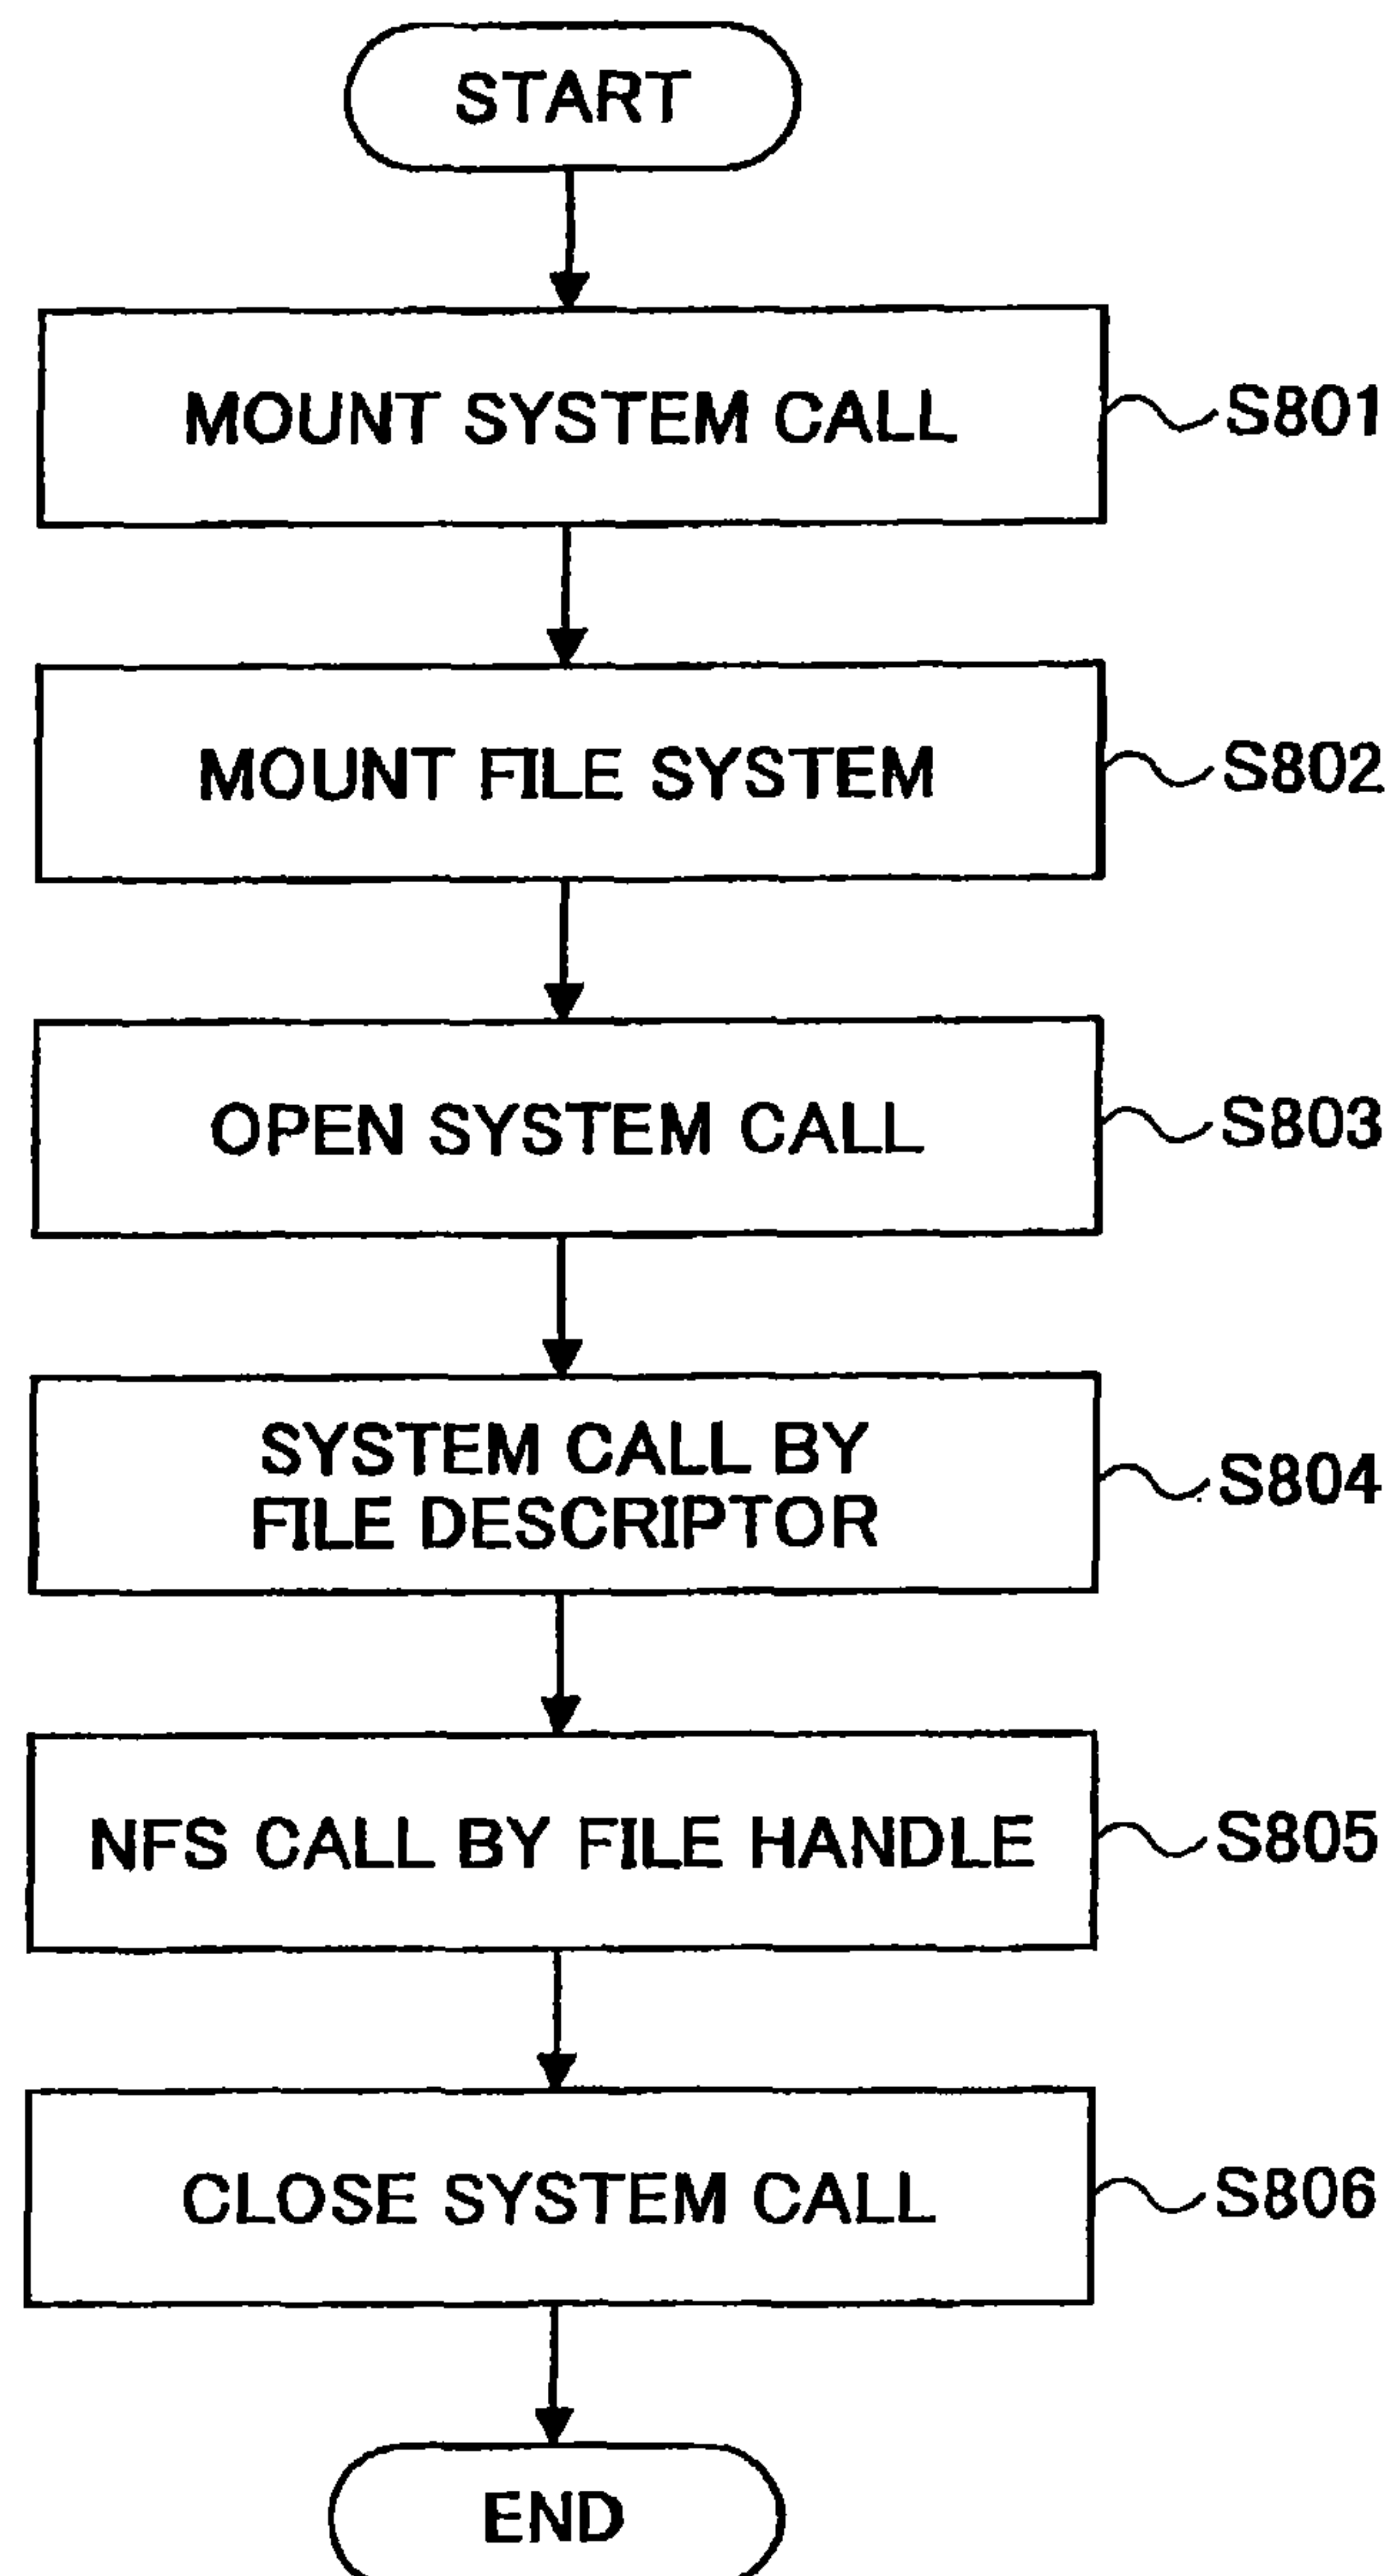 START
MOUNT SYSTEM CALL
S801
MOUNT FILE SYSTEM
S802
OPEN SYSTEM CALL
S803
SYSTEM CALL BY
FILE DESCRIPTOR
S804
NFS CALL BY FILE HANDLE
S805
CLOSE SYSTEM CALL
S806
END